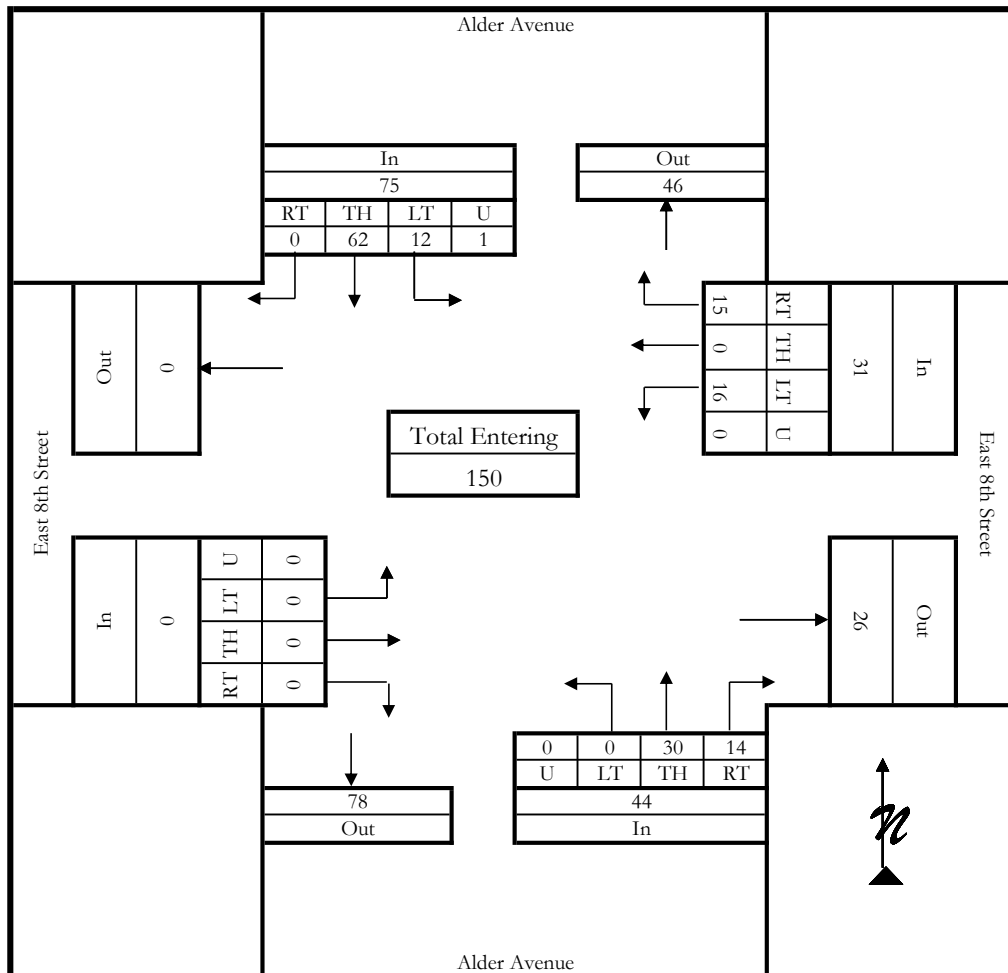 Alder Avenue
In
75
RT TH LT U
0 62 12 1
Out
46
Out
0
15 RT
0 TH
16 LT
0 U
31
In
Total Entering
150
East 8th Street
East 8th Street
In
0
U 0
LT 0
TH 0
RT 0
26
Out
0 0 30 14
U LT TH RT
44
In
78
Out
n
Alder Avenue